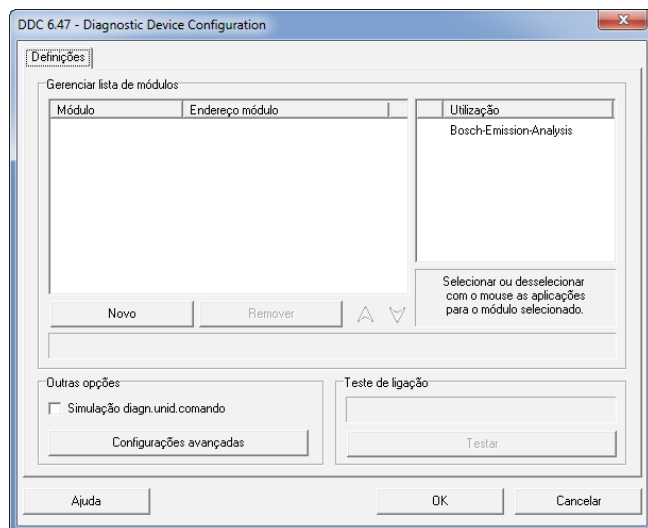 DDC 6.47 - Diagnostic Device Configuration
Definições
Gerenciar lista de módulos
Módulo
Endereço módulo
Utilização
Bosch-Emission-Analysis
Selecionar ou desselecionar
com o mouse as aplicações
para o módulo selecionado.
Novo
Remover
Outras opções
Simulação diagn.unid.comando
Configurações avançadas
Teste de ligação
Testar
Ajuda
OK
Cancelar